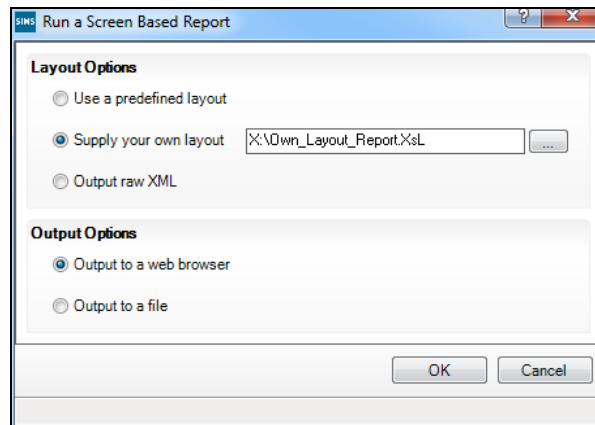 SIMS Run a Screen Based Report ? X
Layout Options
Use a predefined layout
Supply your own layout X:\Own_Layout_Report.XsL ...
Output raw XML
Output Options
Output to a web browser
Output to a file
OK Cancel